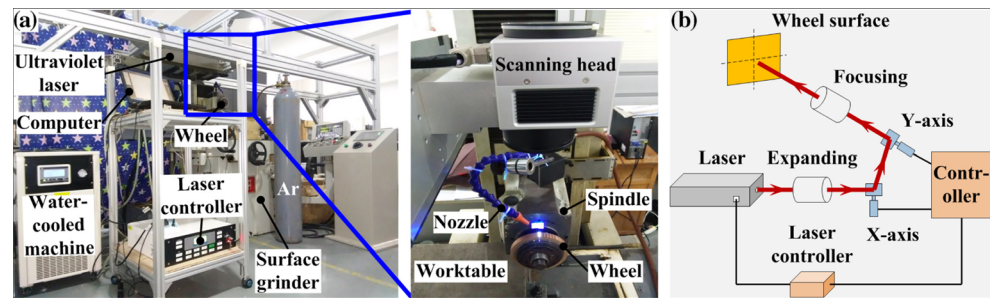 (a)
Ultraviolet
laser
Computer
Wheel
Water-
cooled
machine
Laser
controller
Ar
Surface
grinder
Scanning head
Nozzle
Spindle
Worktable
Wheel
(b)
Wheel surface
Focusing
Y-axis
Laser
Expanding
Contr-
oller
X-axis
Laser
controller